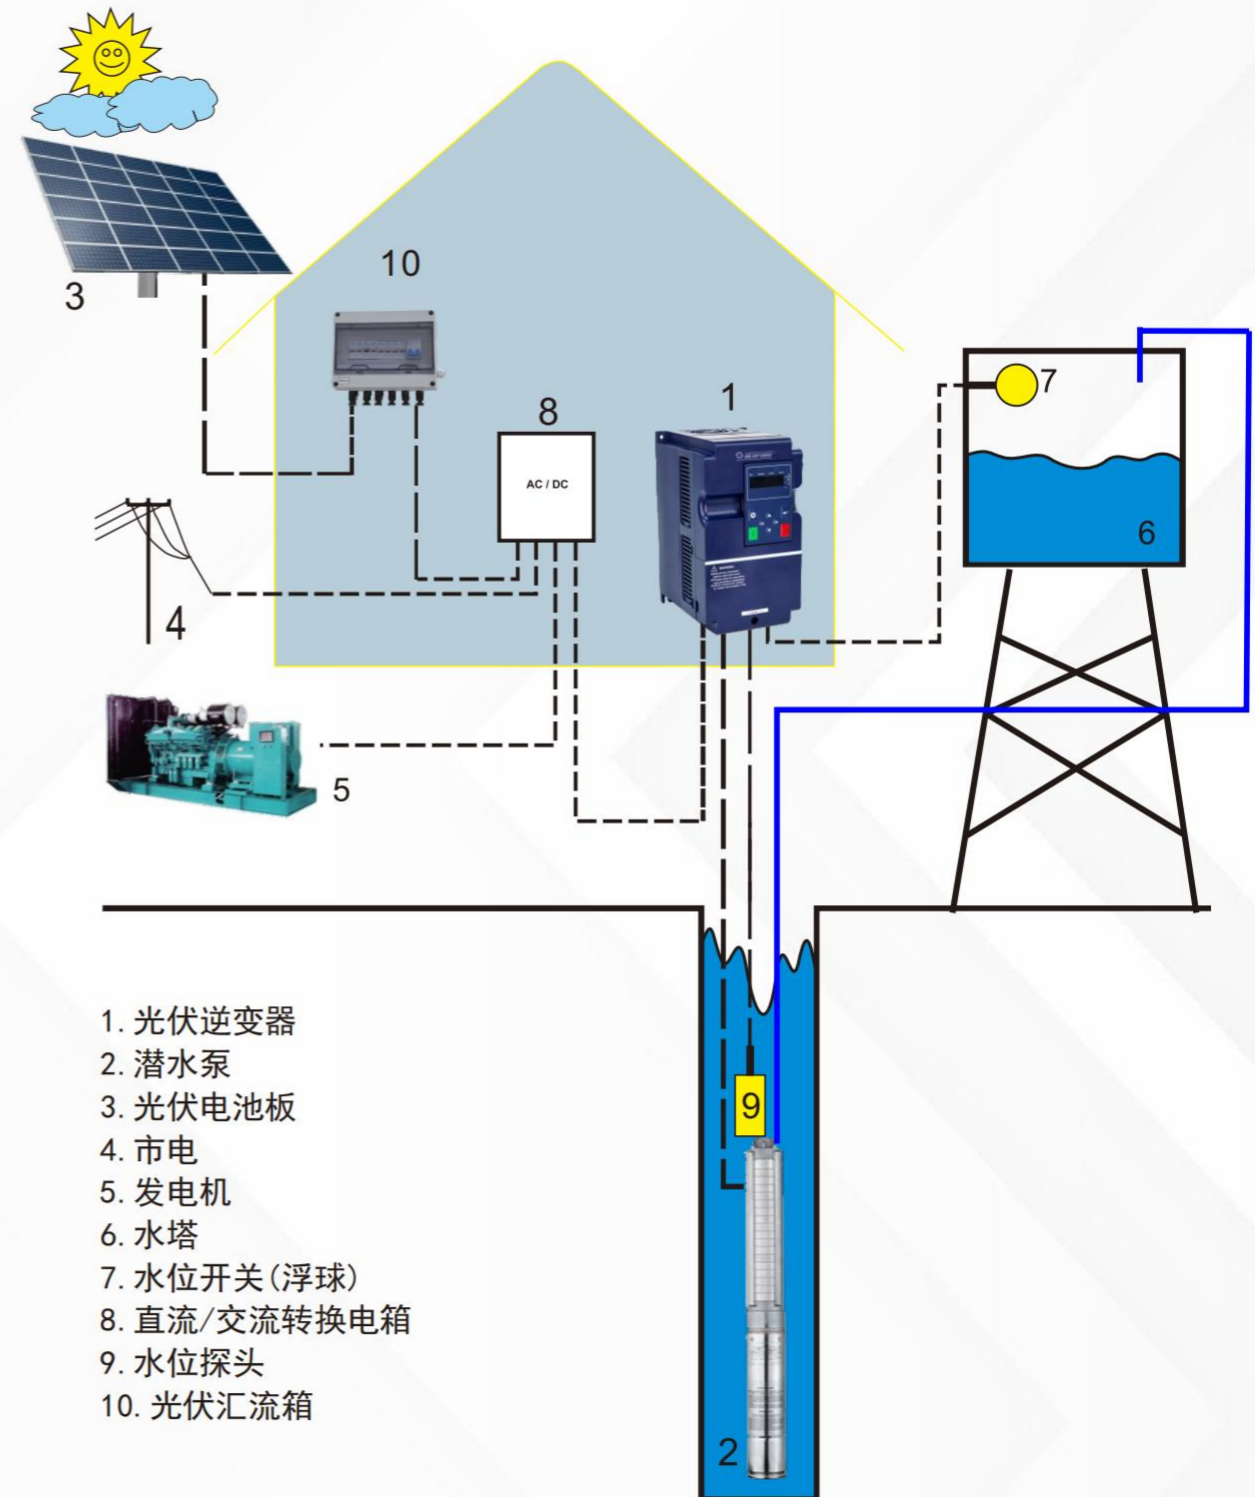 10
3
7
1
8
AC / DC
6
4
5
9
2
1. 光伏逆变器
2. 潜水泵
3. 光伏电池板
4. 市电
5. 发电机
6. 水塔
7. 水位开关(浮球)
8. 直流/交流转换电箱
9. 水位探头
10. 光伏汇流箱